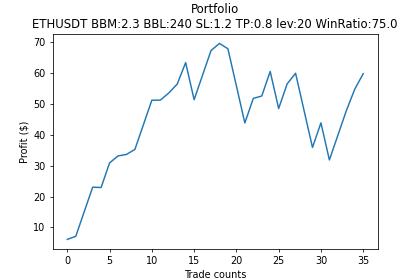 Portfolio
ETHUSDT BBM:2.3 BBL:240 SL:1.2 TP:0.8 lev:20 WinRatio:75.0
70
60
50
40
30
20
10
Profit ($)
0 5 10 15 20 25 30 35
Trade counts